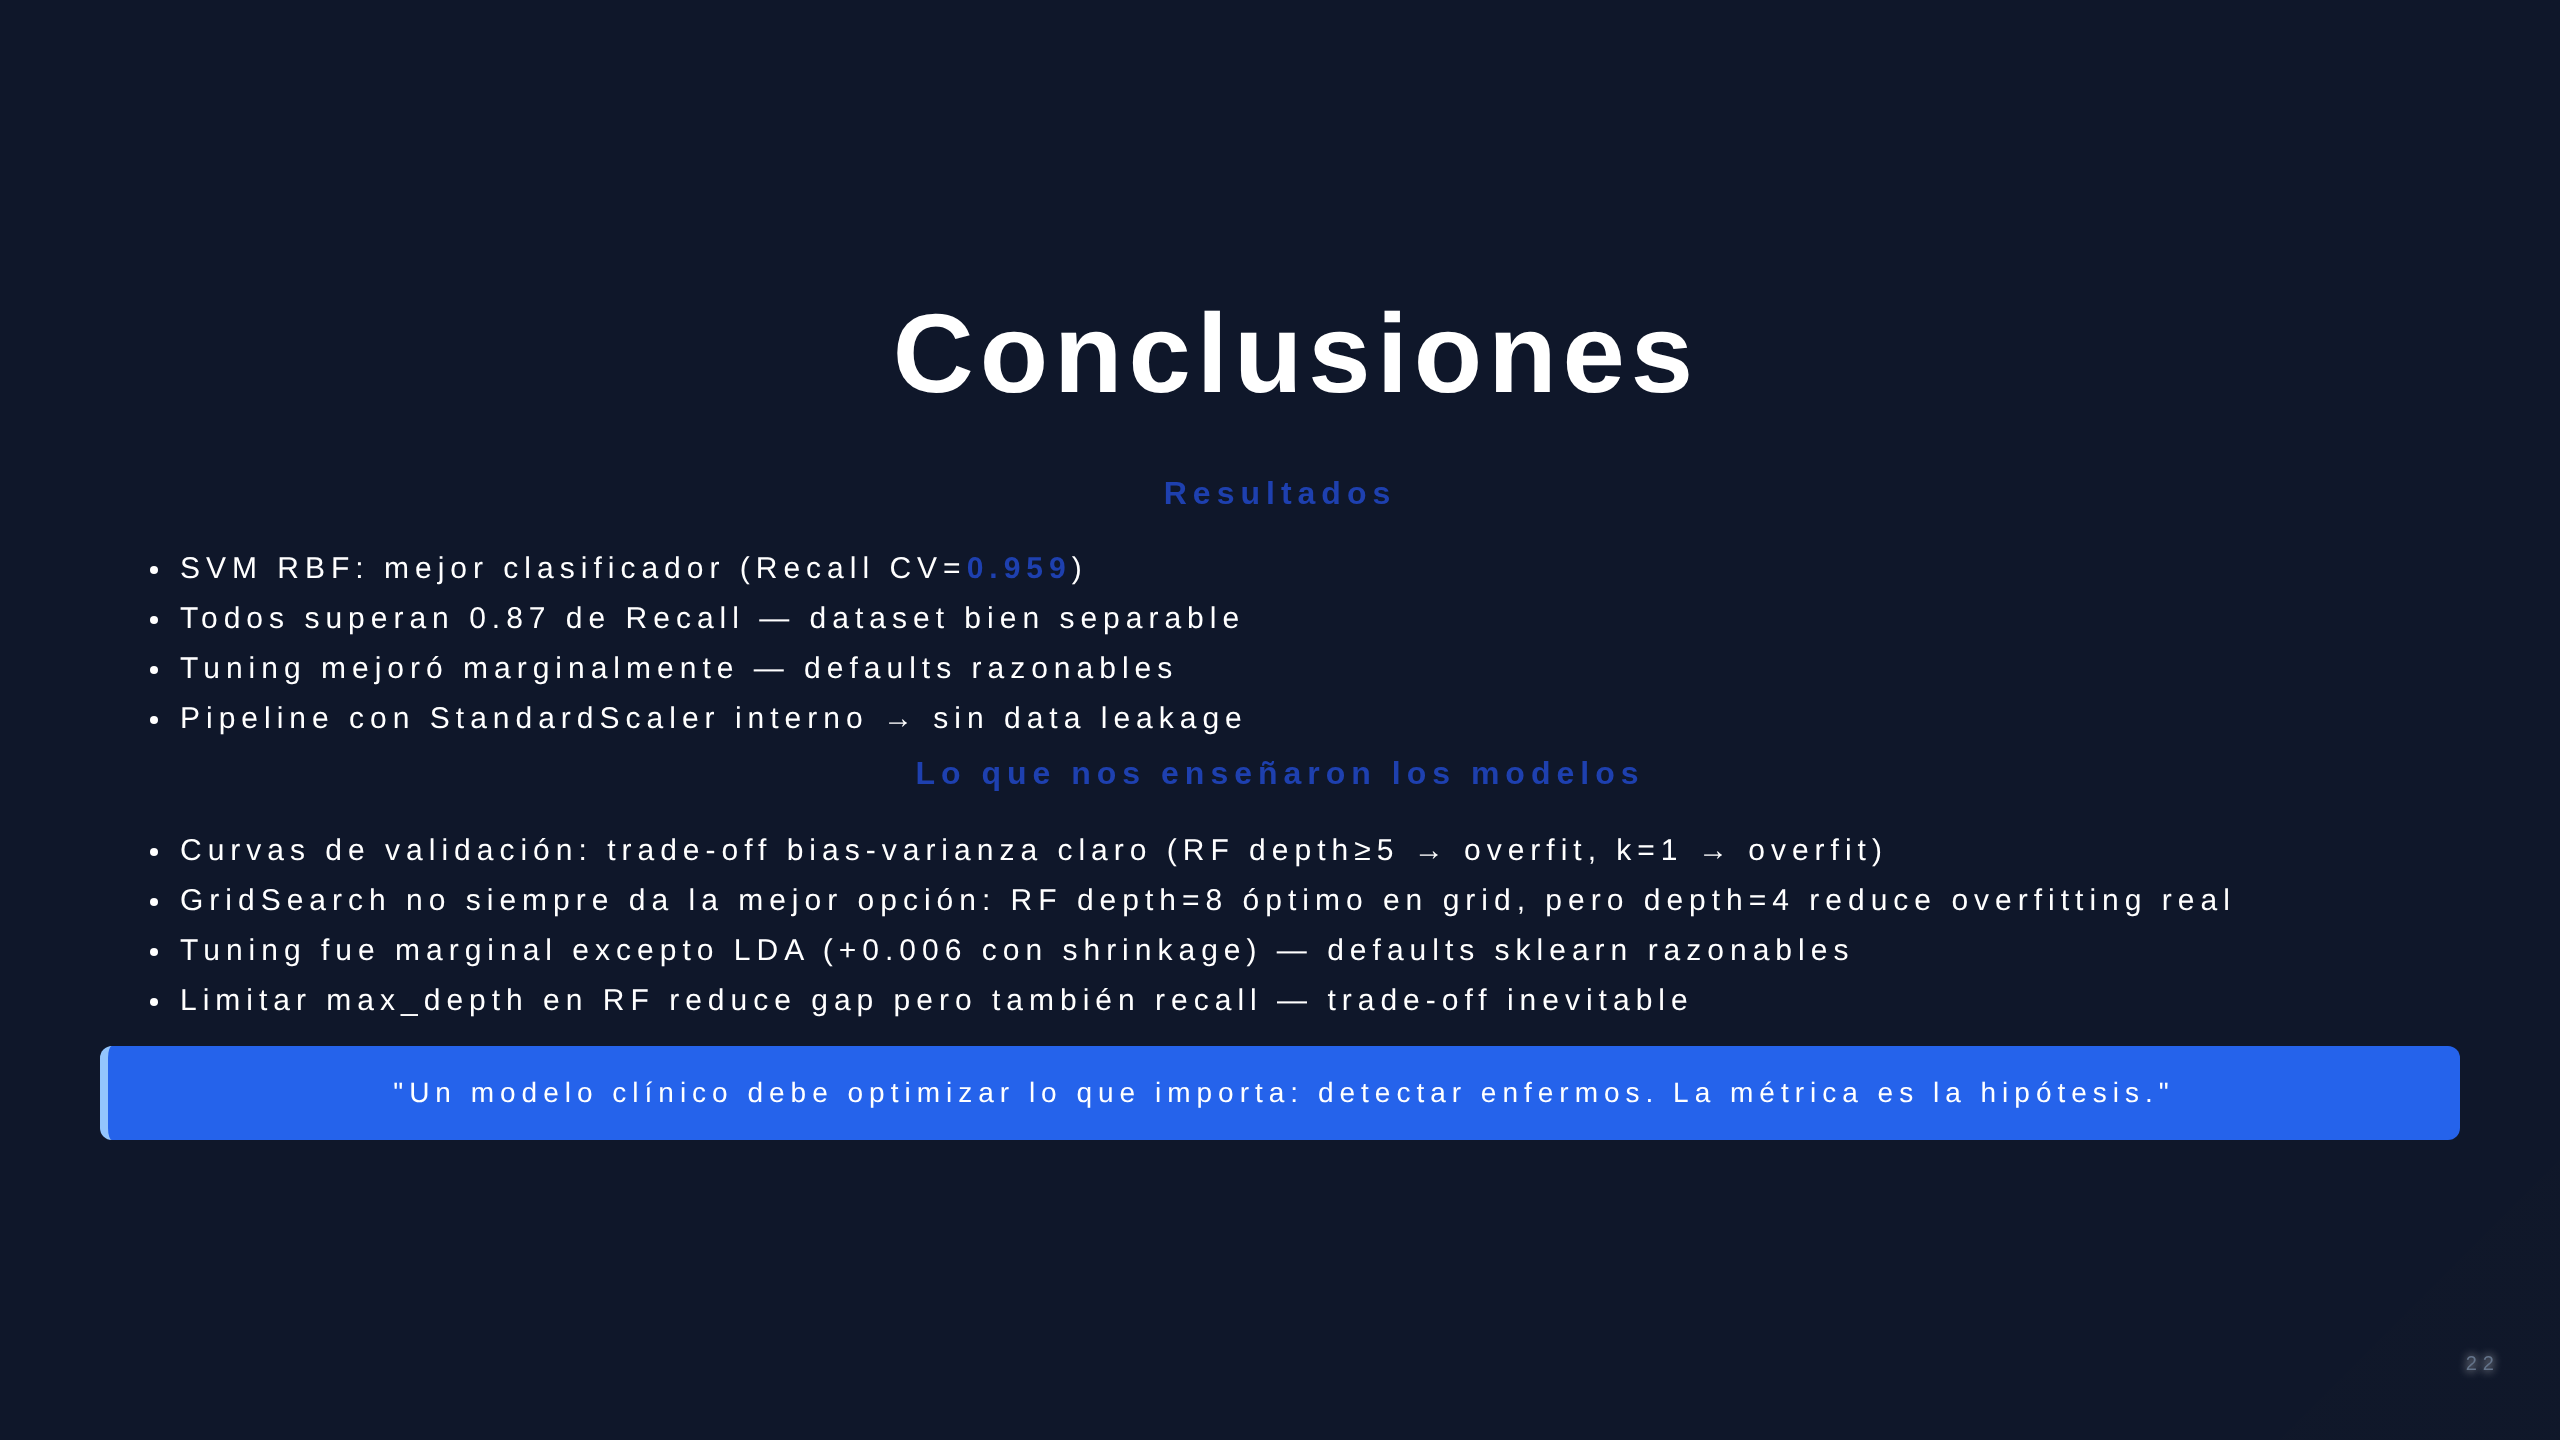 Conclusiones
Resultados
• SVM RBF: mejor clasificador (Recall CV=0.959)
• Todos superan 0.87 de Recall — dataset bien separable
• Tuning mejoró marginalmente — defaults razonables
• Pipeline con StandardScaler interno → sin data leakage
Lo que nos enseñaron los modelos
• Curvas de validación: trade-off bias-varianza claro (RF depth≥5 → overfit, k=1 → overfit)
• GridSearch no siempre da la mejor opción: RF depth=8 óptimo en grid, pero depth=4 reduce overfitting real
• Tuning fue marginal excepto LDA (+0.006 con shrinkage) — defaults sklearn razonables
• Limitar max_depth en RF reduce gap pero también recall — trade-off inevitable
"Un modelo clínico debe optimizar lo que importa: detectar enfermos. La métrica es la hipótesis."
22